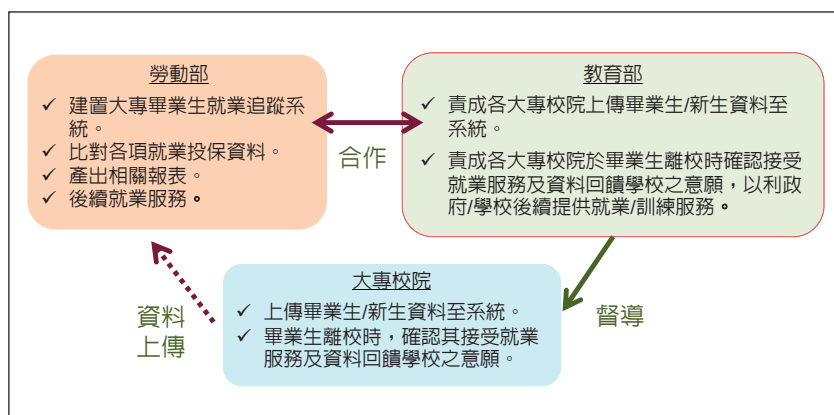 勞動部
✓ 建置大專畢業生就業追蹤系
統。
✓ 比對各項就業投保資料。
✓ 產出相關報表。
✓ 後續就業服務。
合作
教育部
✓ 責成各大專校院上傳畢業生/新生資料至
系統。
✓ 責成各大專校院於畢業生離校時確認接受
就業服務及資料回饋學校之意願，以利政
府/學校後續提供就業/訓練服務。
資料
上傳
大專校院
✓ 上傳畢業生/新生資料至系統。
✓ 畢業生離校時，確認其接受就業
服務及資料回饋學校之意願。
督導